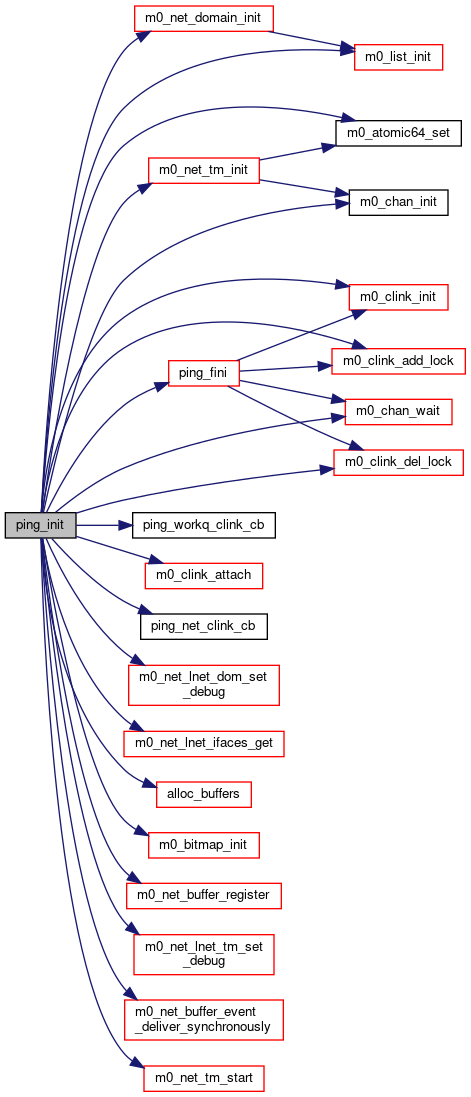 m0_net_domain_init
m0_list_init
m0_atomic64_set
m0_net_tm_init
m0_chan_init
m0_clink_init
m0_clink_add_lock
ping_fini
m0_chan_wait
m0_clink_del_lock
ping_init
ping_workq_clink_cb
m0_clink_attach
ping_net_clink_cb
m0_net_lnet_dom_set
_debug
m0_net_lnet_ifaces_get
alloc_buffers
m0_bitmap_init
m0_net_buffer_register
m0_net_lnet_tm_set
_debug
m0_net_buffer_event
_deliver_synchronously
m0_net_tm_start